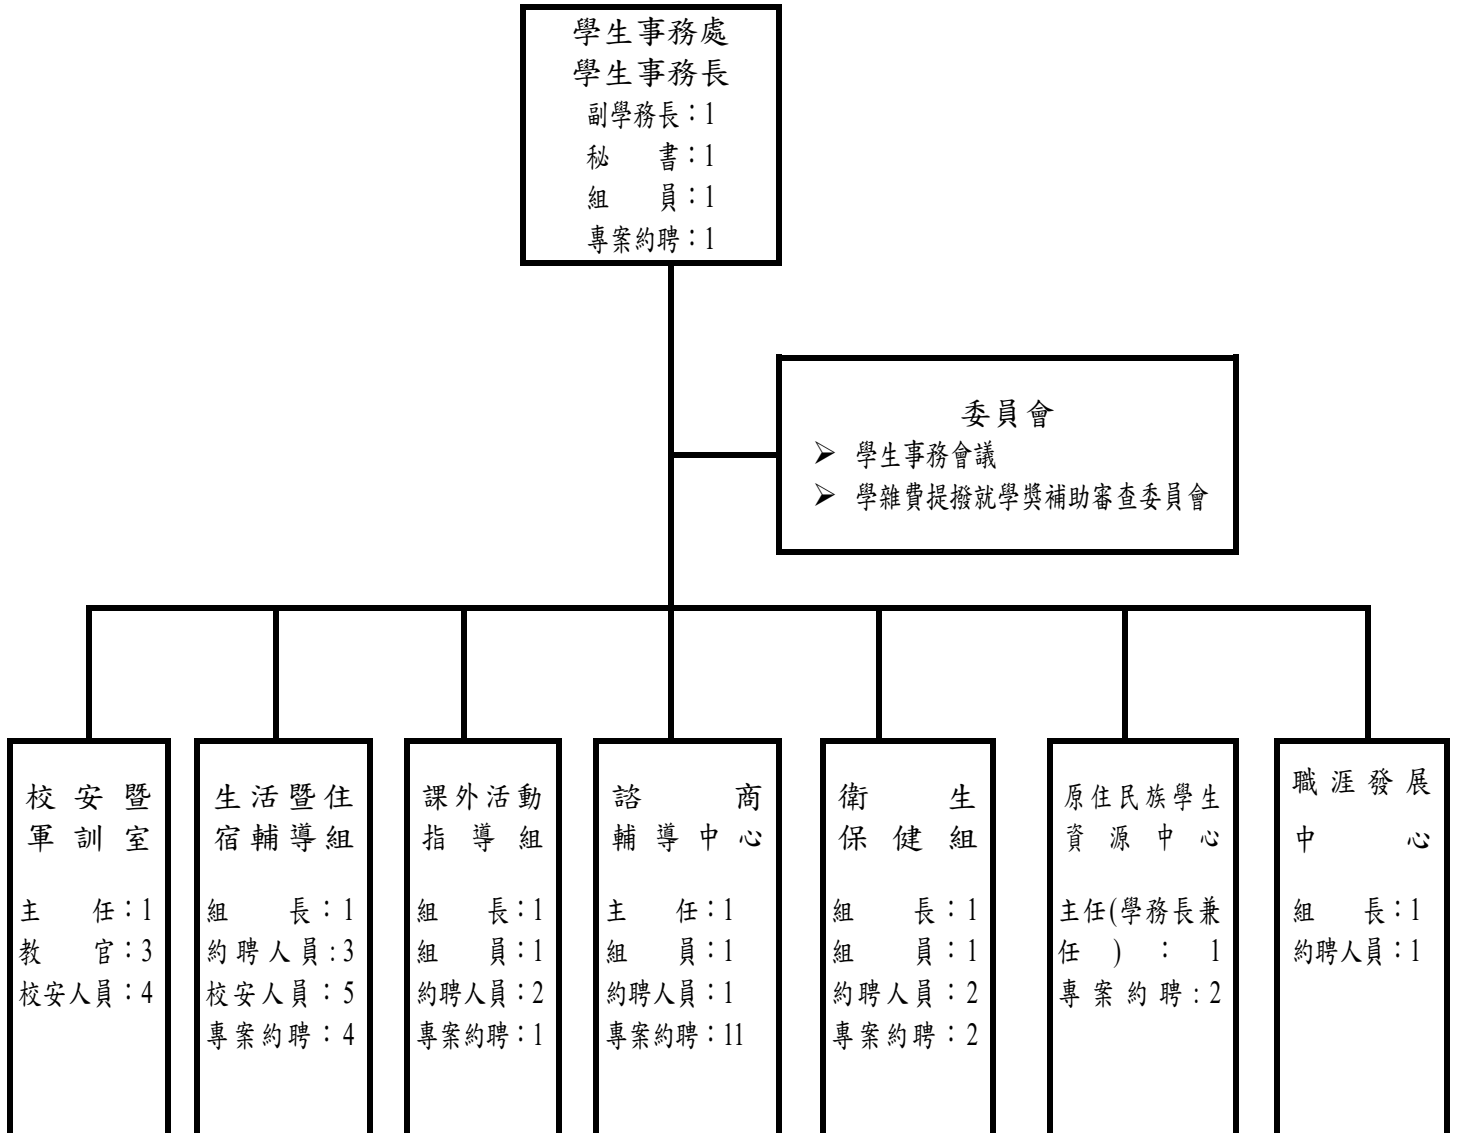 學生事務處
學生事務長
副學務長：1
秘　　書：1
組　　員：1
專案約聘：1
委員會
➢ 學生事務會議
➢ 學雜費提撥就學獎補助審查委員會
校安暨
軍訓室
主　　任：1
教　　官：3
校安人員：4
生活暨住
宿輔導組
組　　長：1
約聘人員:3
校安人員：5
專案約聘：4
課外活動
指導組
組　　長：1
組　　員：1
約聘人員：2
專案約聘：1
諮商
輔導中心
主　　任：1
組　　員：1
約聘人員：1
專案約聘：11
衛生
保健組
組　　長：1
組　　員：1
約聘人員：2
專案約聘：2
原住民族學生
資源中心
主任(學務長兼
任)：1
專案約聘:2
職涯發展
中心
組　　長：1
約聘人員：1